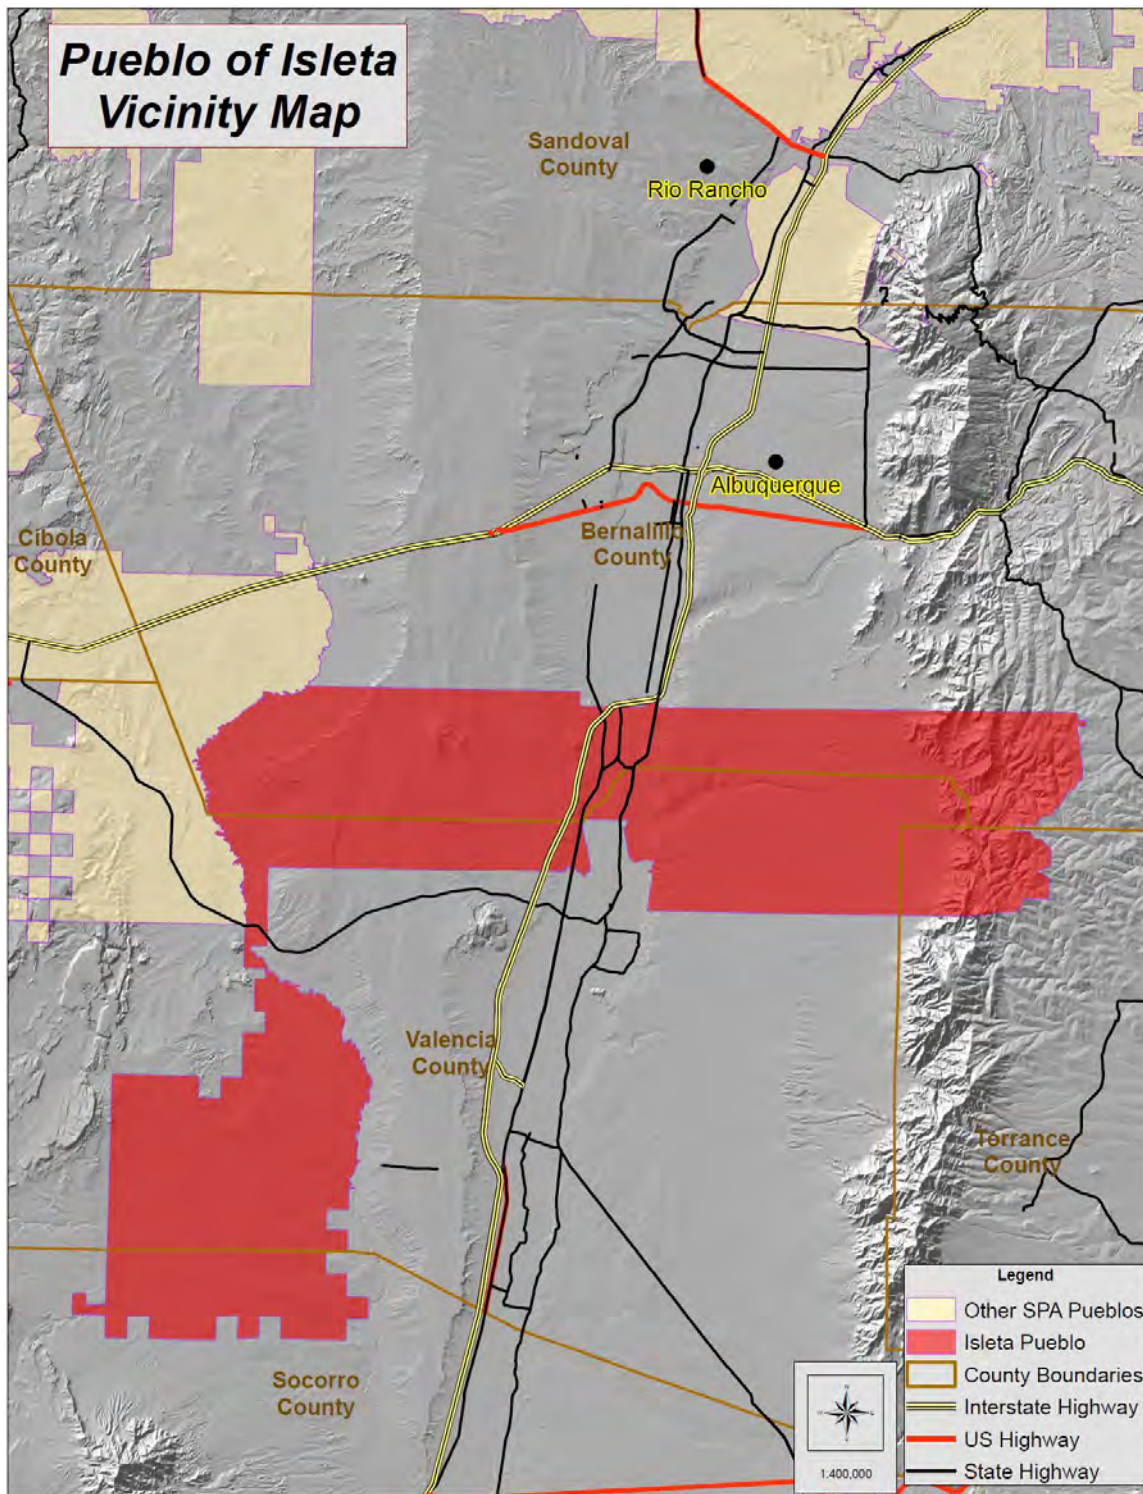 Pueblo of Isleta
Vicinity Map
Sandoval
County
Rio Rancho
Albuquerque
Bernalillo
County
Cibola
County
Valencia
County
Torrance
County
Socorro
County
Legend
Other SPA Pueblos
Isleta Pueblo
County Boundaries
Interstate Highway
US Highway
State Highway
1:400,000